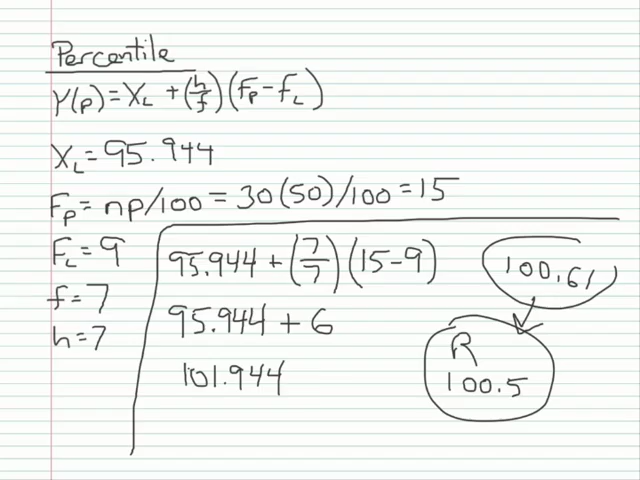 Percentile
Y(p) = X_L + (h/f) (F_p - f_L)
X_L = 95.944
F_p = np/100 = 30(50)/100 = 15
F_L = 9
f = 7
h = 7
95.944 + (7/7) (15-9)
95.944 + 6
101.944
100.61
R
100.5